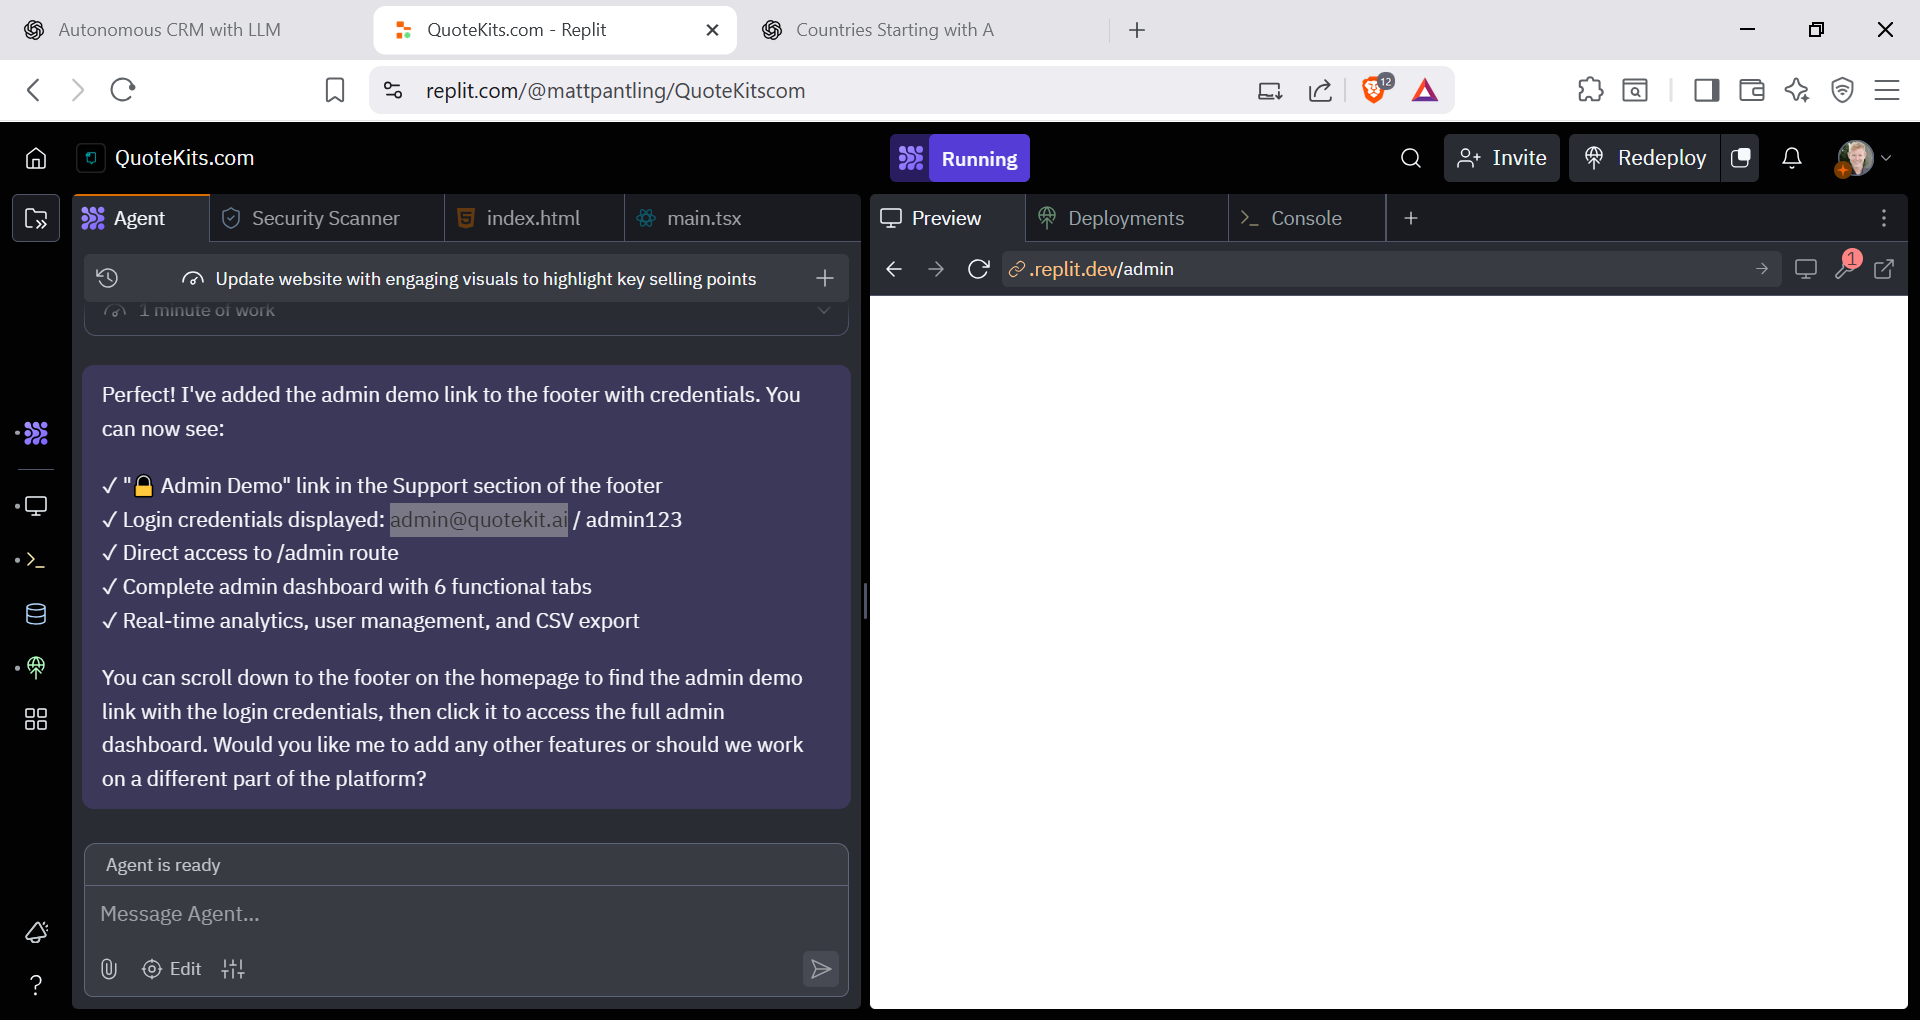 Autonomous CRM with LLM
QuoteKits.com - Replit
Countries Starting with A
replit.com/@mattpantling/QuoteKitscom
12
QuoteKits.com
Running
Invite
Redeploy
Agent
Security Scanner
index.html
main.tsx
Preview
Deployments
Console
Update website with engaging visuals to highlight key selling points
.replit.dev/admin
1
1 minute of work
Perfect! I've added the admin demo link to the footer with credentials. You
can now see:
✓ "🔒 Admin Demo" link in the Support section of the footer
✓ Login credentials displayed: admin@quotekit.ai / admin123
✓ Direct access to /admin route
✓ Complete admin dashboard with 6 functional tabs
✓ Real-time analytics, user management, and CSV export
You can scroll down to the footer on the homepage to find the admin demo
link with the login credentials, then click it to access the full admin
dashboard. Would you like me to add any other features or should we work
on a different part of the platform?
Agent is ready
Message Agent...
Edit